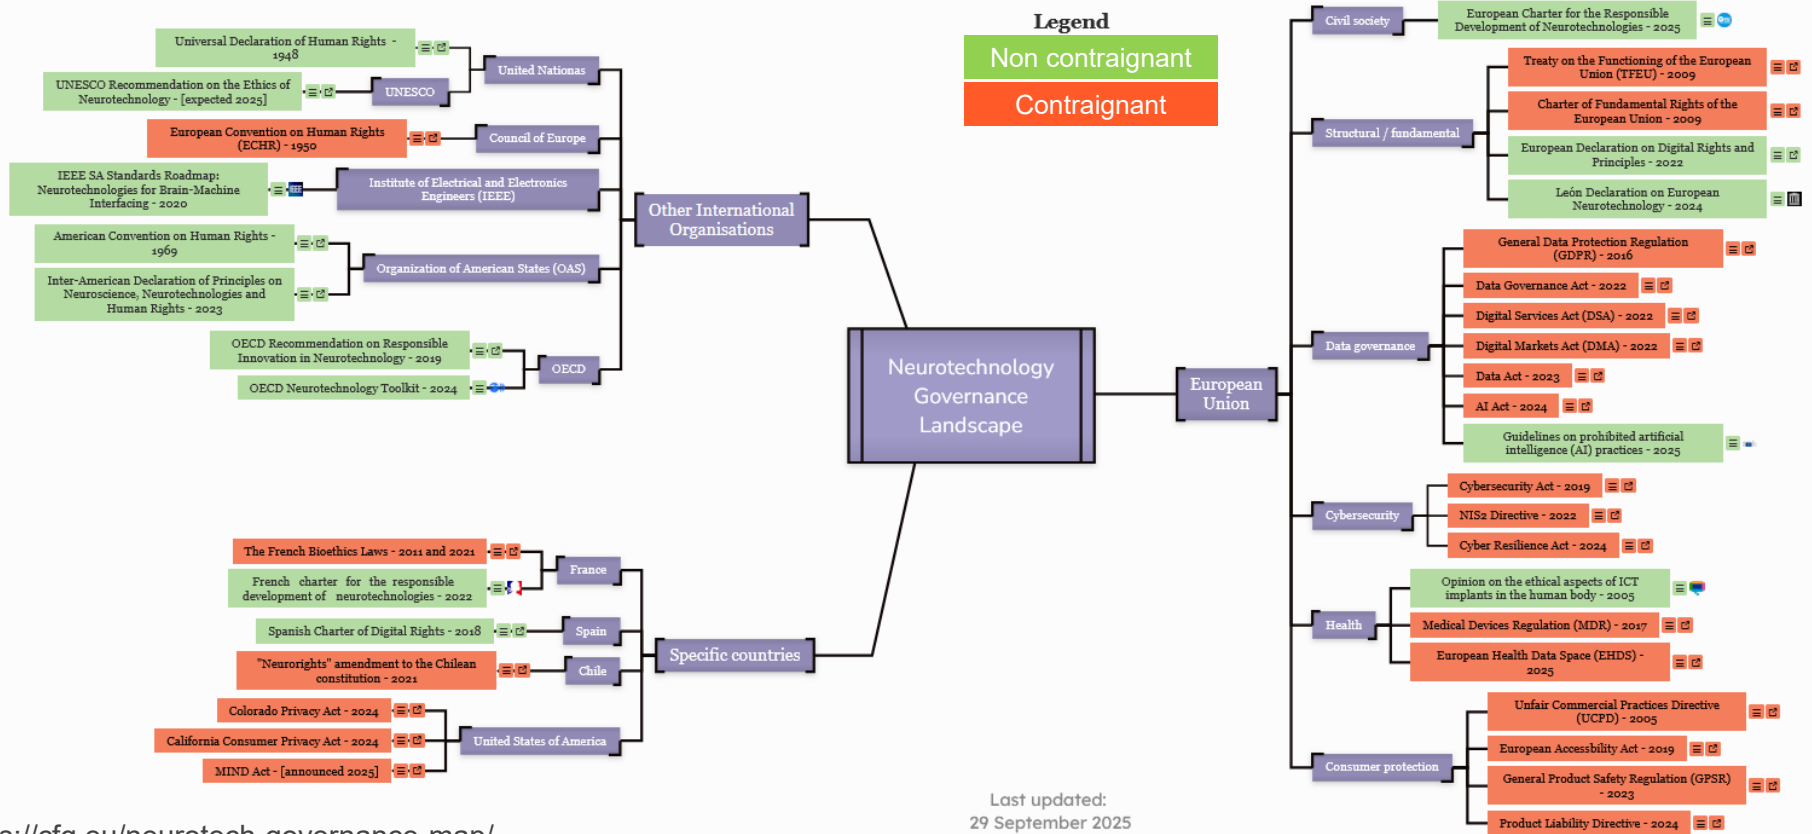 Legend
Non contraignant
Contraignant
Universal Declaration of Human Rights -
1948
UNESCO Recommendation on the Ethics of
Neurotechnology - [expected 2025]
United Nationas
UNESCO
European Convention on Human Rights
(ECHR) - 1950
Council of Europe
IEEE SA Standards Roadmap:
Neurotechnologies for Brain-Machine
Interfacing - 2020
IEEE
Institute of Electrical and Electronics
Engineers (IEEE)
American Convention on Human Rights -
1969
Inter-American Declaration of Principles on
Neuroscience, Neurotechnologies and
Human Rights - 2023
Organization of American States (OAS)
OECD Recommendation on Responsible
Innovation in Neurotechnology - 2019
OECD Neurotechnology Toolkit - 2024
OECD
Other International
Organisations
Neurotechnology
Governance
Landscape
The French Bioethics Laws - 2011 and 2021
French charter for the responsible
development of neurotechnologies - 2022
France
Spanish Charter of Digital Rights - 2018
Spain
"Neurorights" amendment to the Chilean
constitution - 2021
Chile
Colorado Privacy Act - 2024
California Consumer Privacy Act - 2024
MIND Act - [announced 2025]
United States of America
Specific countries
European
Union
Civil society
European Charter for the Responsible
Development of Neurotechnologies - 2025
Structural / fundamental
Treaty on the Functioning of the European
Union (TFEU) - 2009
Charter of Fundamental Rights of the
European Union - 2009
European Declaration on Digital Rights and
Principles - 2022
León Declaration on European
Neurotechnology - 2024
Data governance
General Data Protection Regulation
(GDPR) - 2016
Data Governance Act - 2022
Digital Services Act (DSA) - 2022
Digital Markets Act (DMA) - 2022
Data Act - 2023
AI Act - 2024
Guidelines on prohibited artificial
intelligence (AI) practices - 2025
Cybersecurity
Cybersecurity Act - 2019
NIS2 Directive - 2022
Cyber Resilience Act - 2024
Health
Opinion on the ethical aspects of ICT
implants in the human body - 2005
Medical Devices Regulation (MDR) - 2017
European Health Data Space (EHDS) -
2025
Consumer protection
Unfair Commercial Practices Directive
(UCPD) - 2005
European Accessbility Act - 2019
General Product Safety Regulation (GPSR)
- 2023
Product Liability Directive - 2024
Last updated:
29 September 2025
s://cfg.eu/neurotech-governance-map/